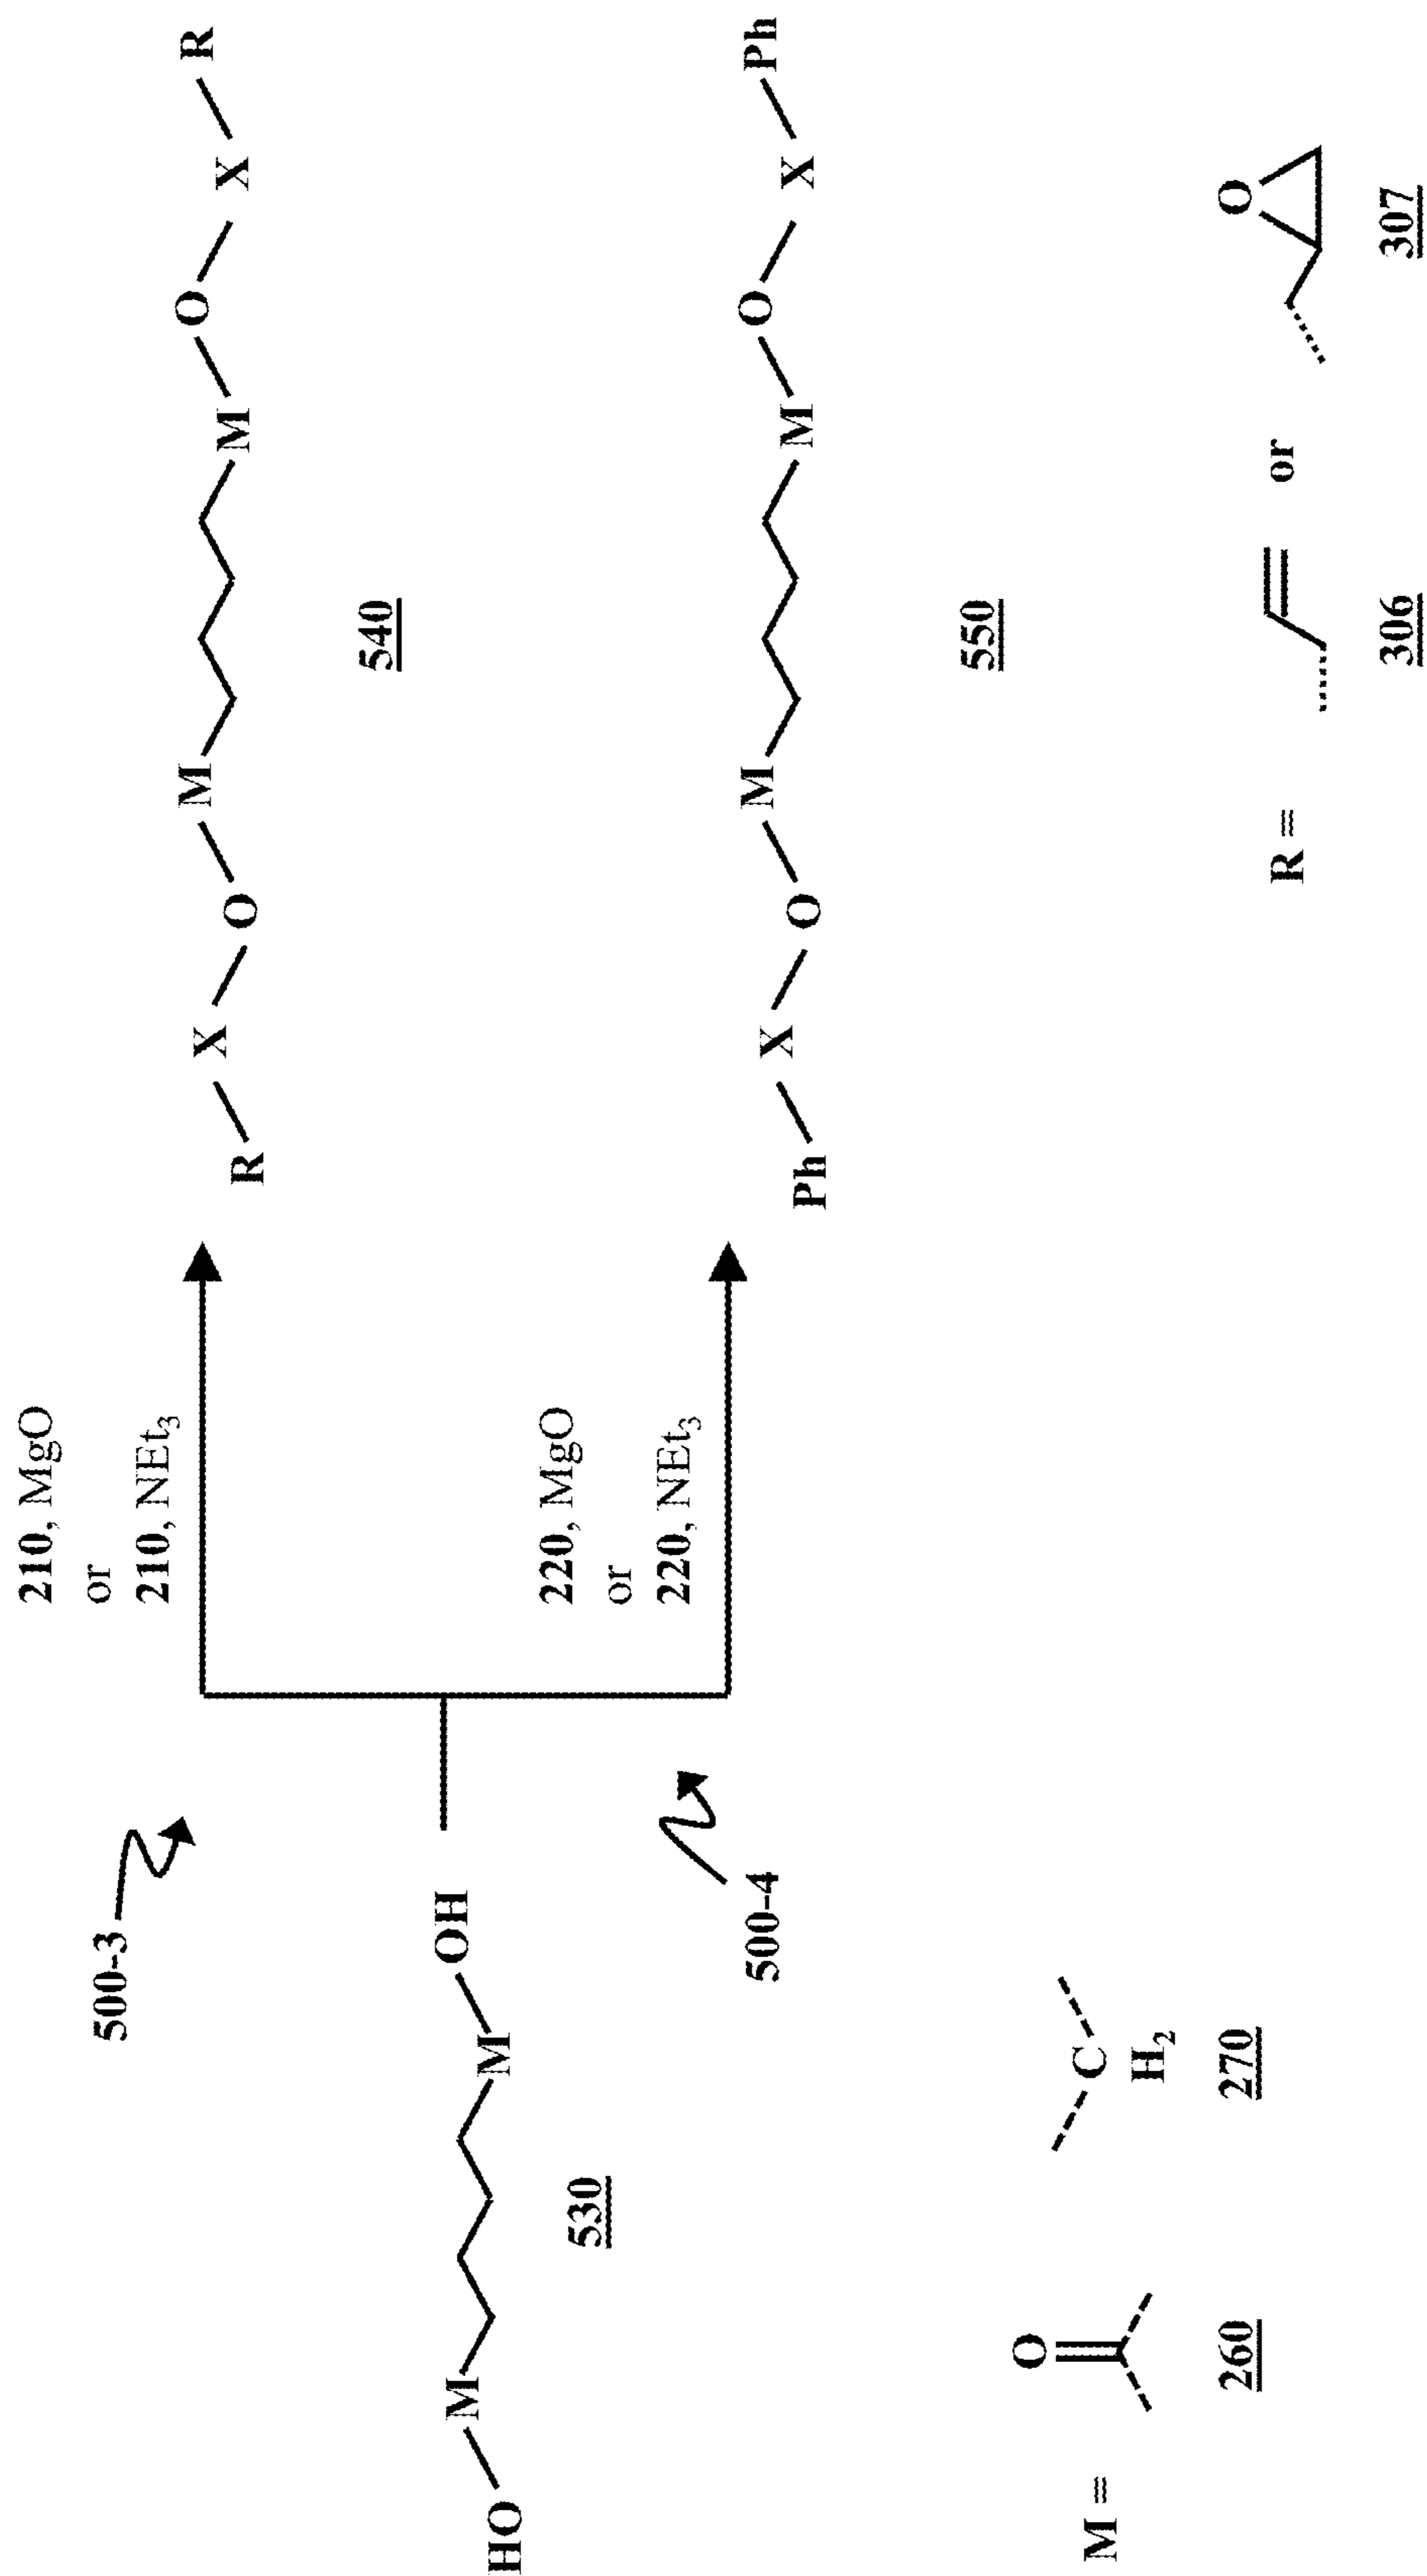 500-3
HO M M OH
530
500-4
210, MgO
or
210, NEt₃
220, MgO
or
220, NEt₃
R X O M M O X R
540
Ph X O M M O X Ph
550
M =
O
260
C
H₂
270
R =
306
or
O
307